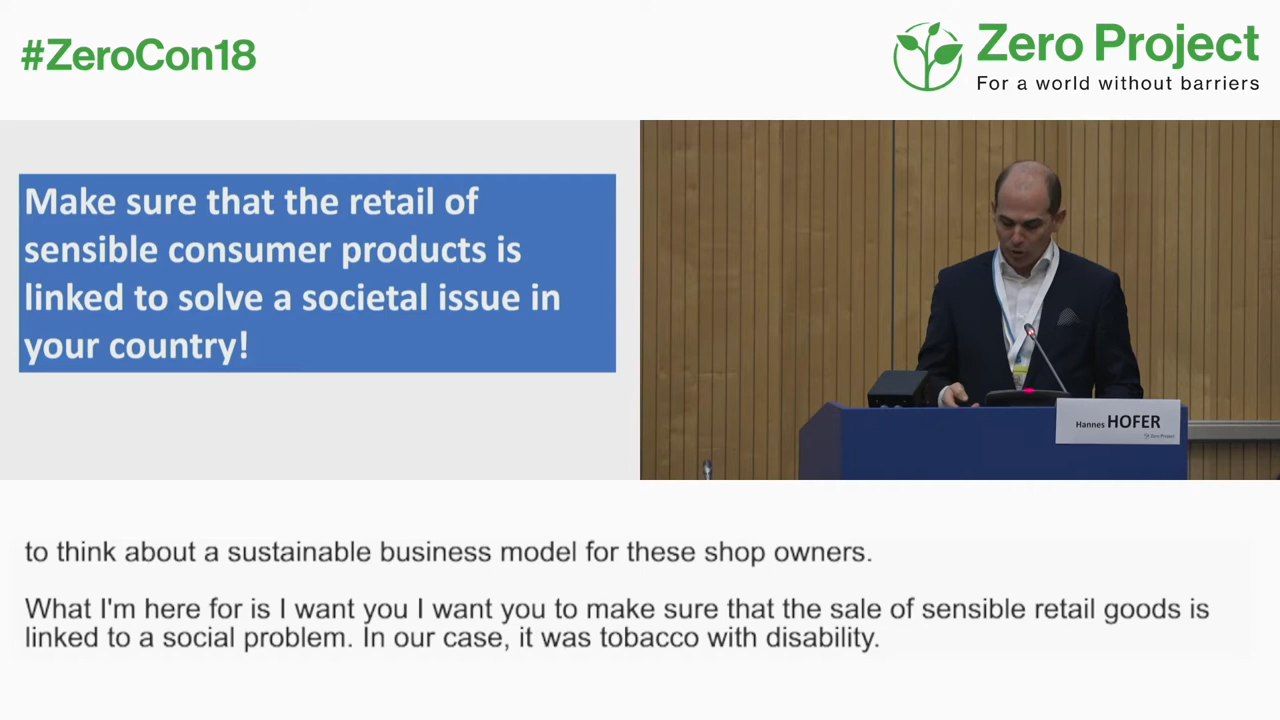 #ZeroCon18
Zero Project
For a world without barriers
Make sure that the retail of
sensible consumer products is
linked to solve a societal issue in
your country!
Hannes HOFER
Zero Project
to think about a sustainable business model for these shop owners.
What I'm here for is I want you I want you to make sure that the sale of sensible retail goods is
linked to a social problem. In our case, it was tobacco with disability.